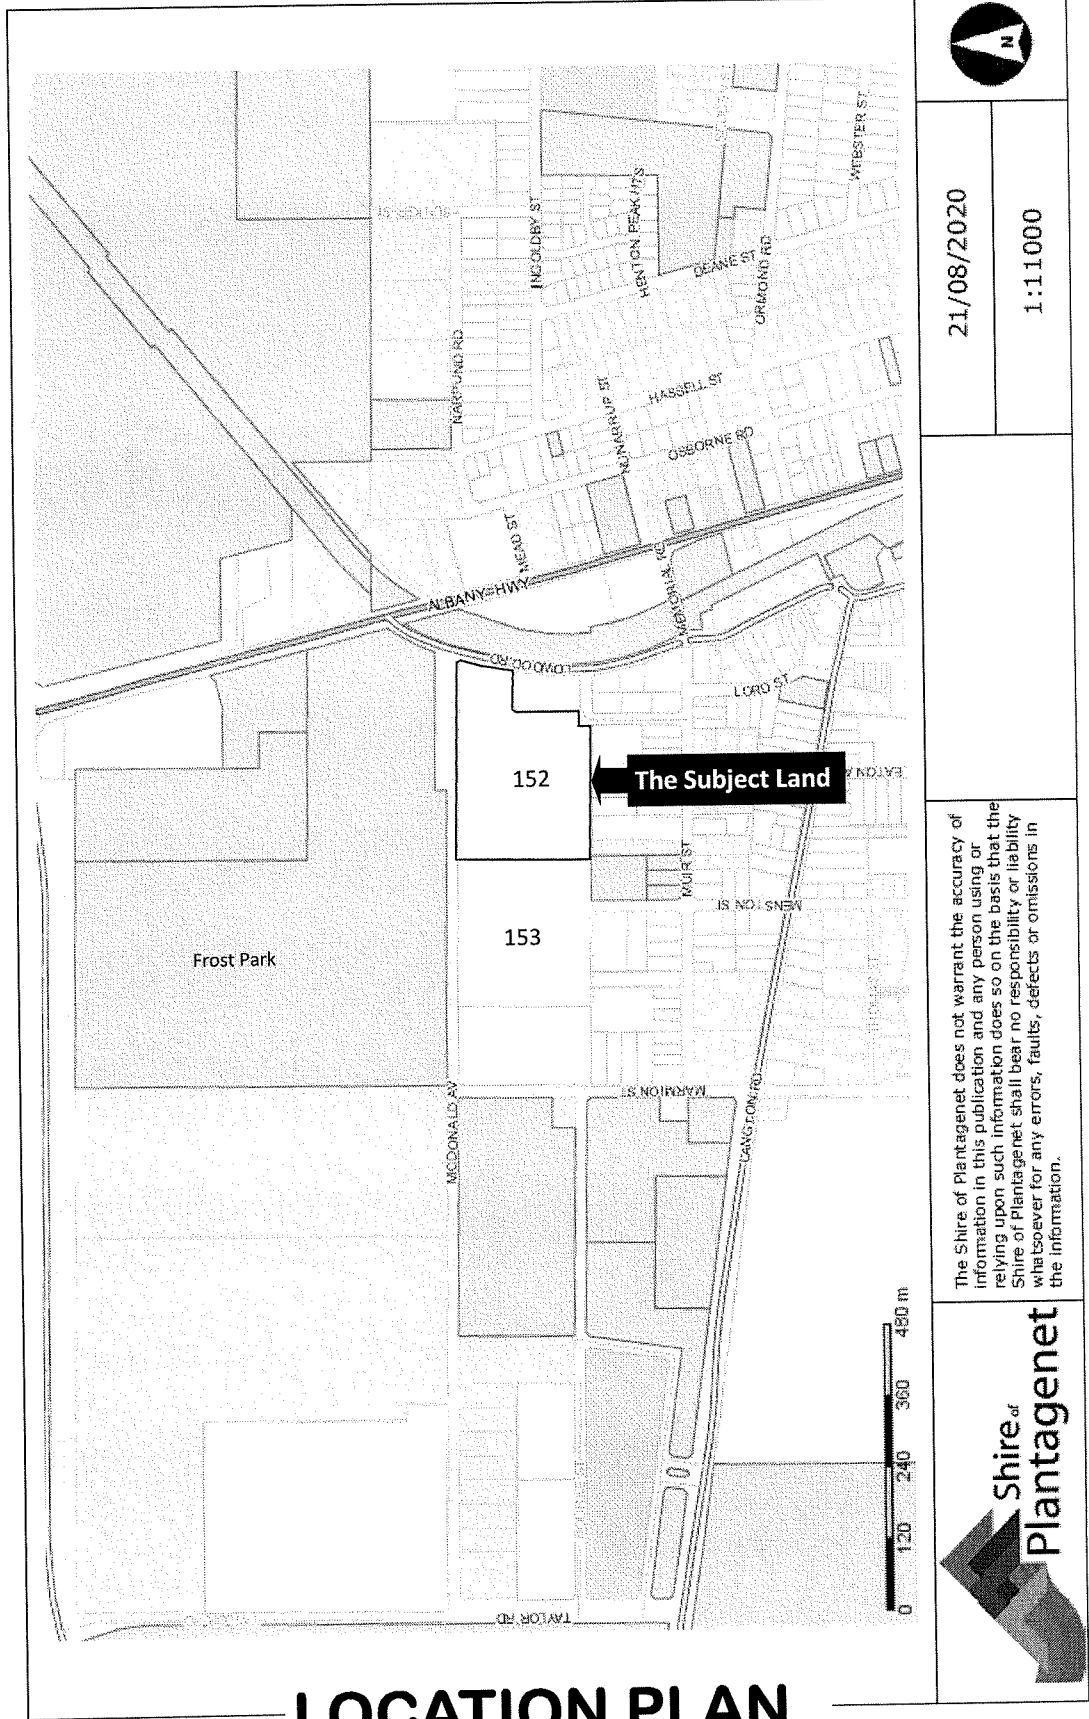 N
21/08/2020
1:11000
WEBSTER ST
INGOLDBY ST
DEANE ST
ORMOND RD
NARPUND RD
HASSELL ST
OSBORNE RD
MEAD ST
ALBANY HWY
LOWOOD RD
LORD ST
152
The Subject Land
MUIR ST
MENSTON ST
153
Frost Park
MARMION ST
MCDONALD AV
LANGTON RD
TAYLOR RD
0 120 240 360 480 m
The Shire of Plantagenet does not warrant the accuracy of
information in this publication and any person using or
relying upon such information does so on the basis that the
Shire of Plantagenet shall bear no responsibility or liability
whatsoever for any errors, faults, defects or omissions in
the information.
Shire of
Plantagenet
LOCATION PLAN